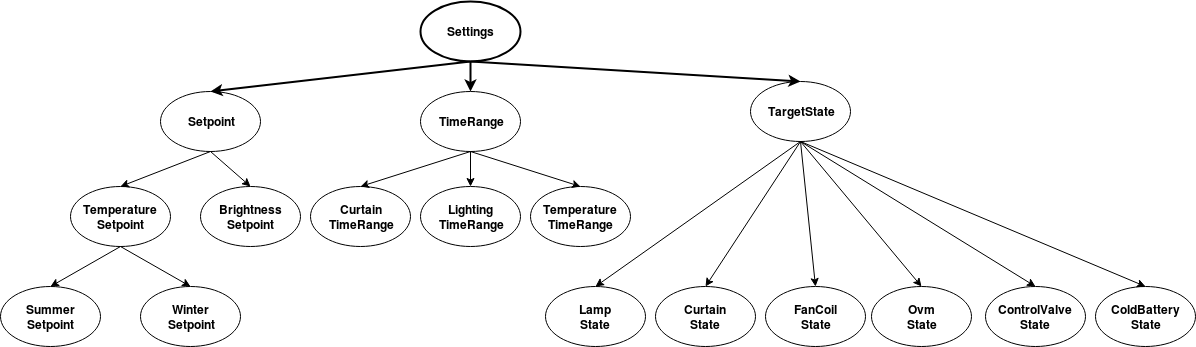 Settings
Setpoint
TimeRange
TargetState
Temperature
Setpoint
Brightness
Setpoint
Curtain
TimeRange
Lighting
TimeRange
Temperature
TimeRange
Summer
Setpoint
Winter
Setpoint
Lamp
State
Curtain
State
FanCoil
State
Ovm
State
ControlValve
State
ColdBattery
State